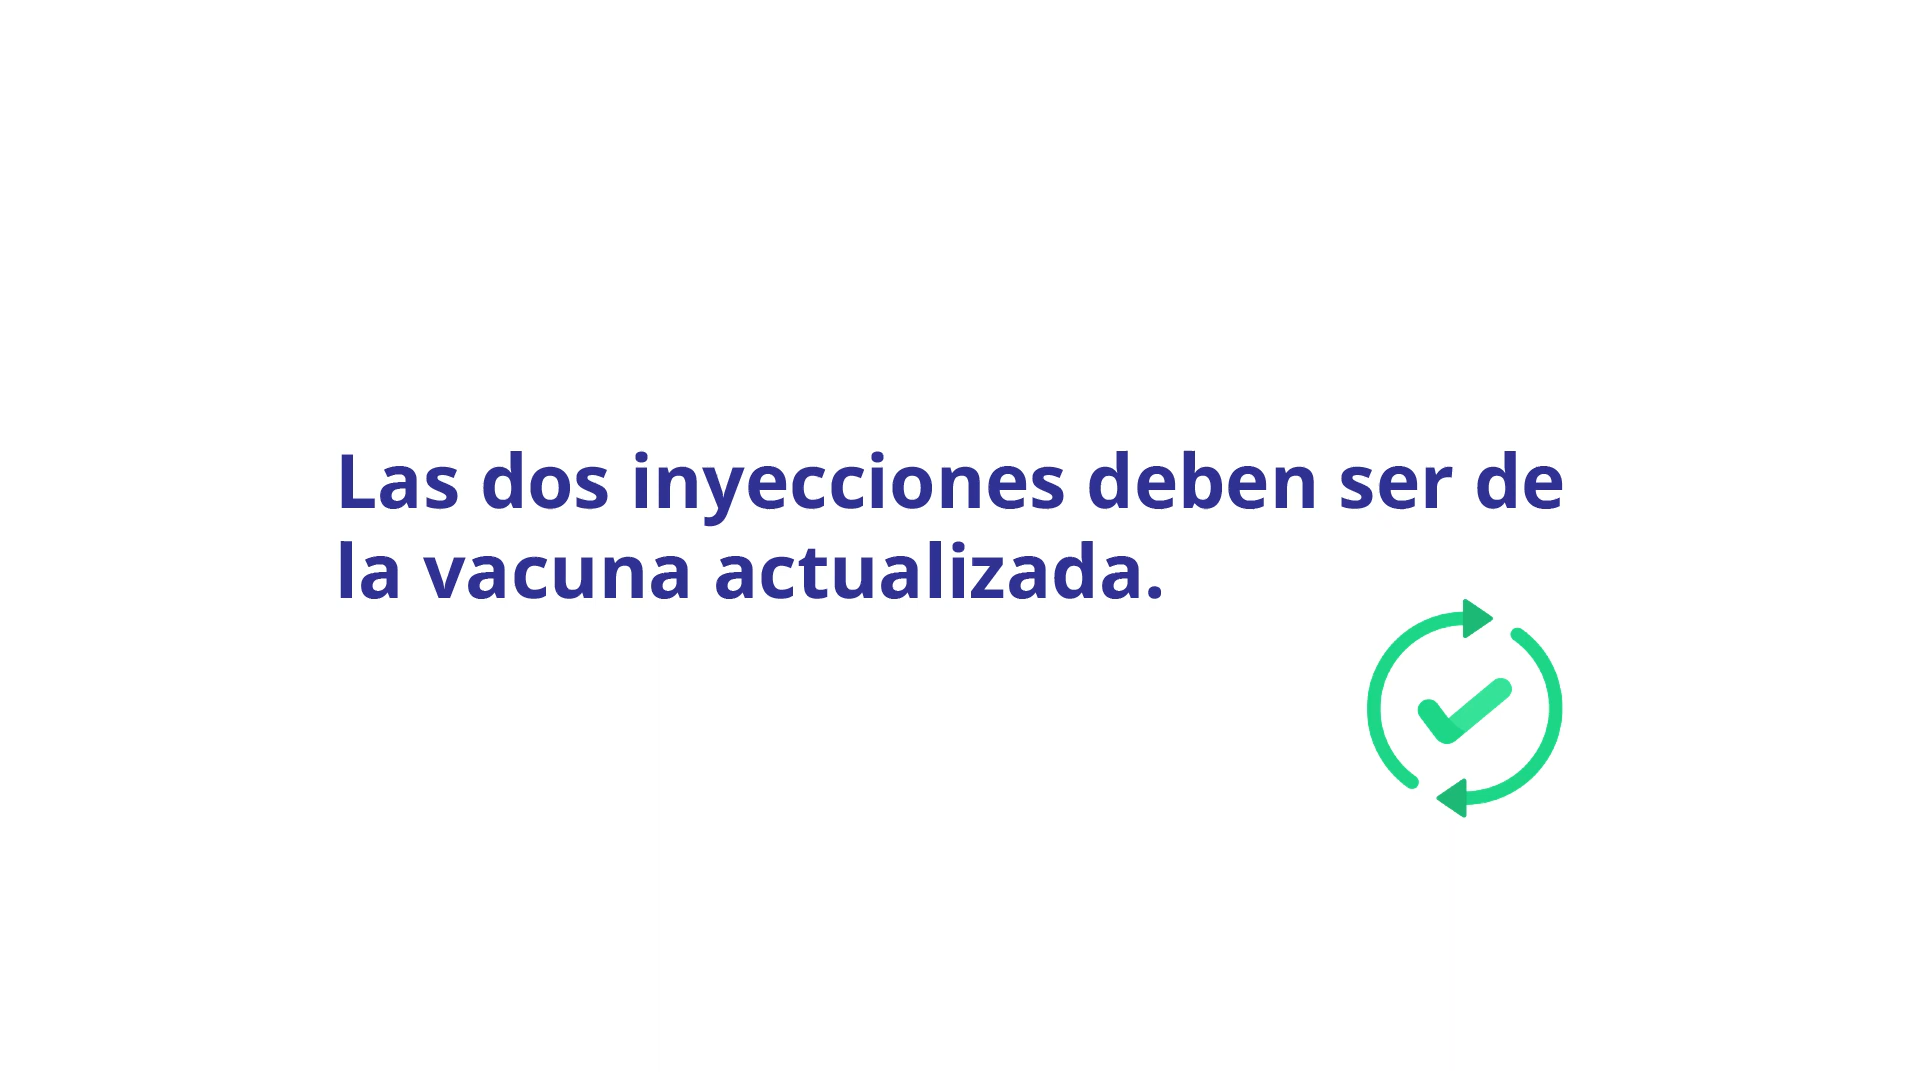 Las dos inyecciones deben ser de
la vacuna actualizada.